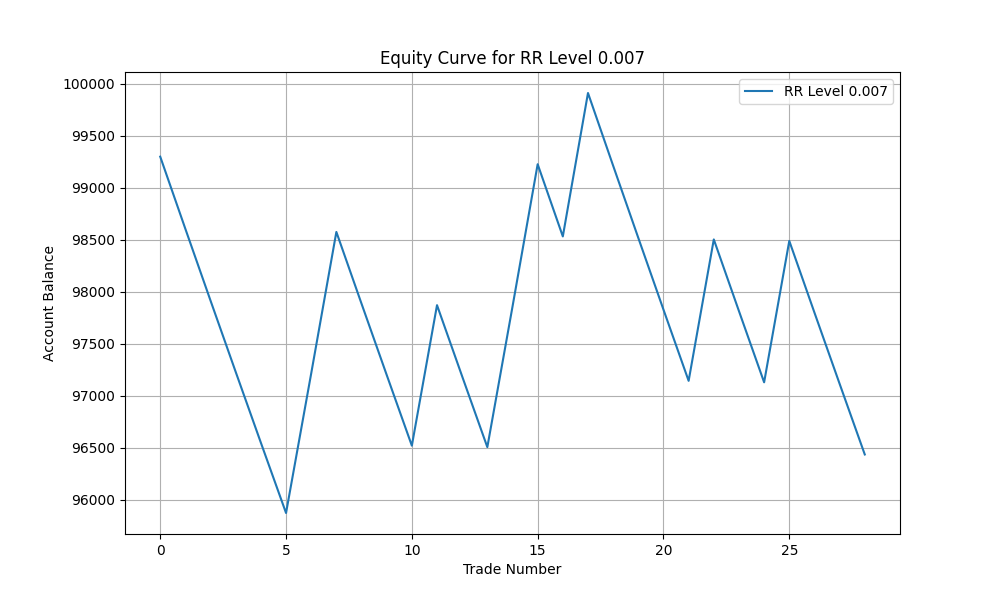 Equity Curve for RR Level 0.007
RR Level 0.007
100000
99500
99000
98500
98000
97500
97000
96500
96000
Account Balance
0 5 10 15 20 25
Trade Number